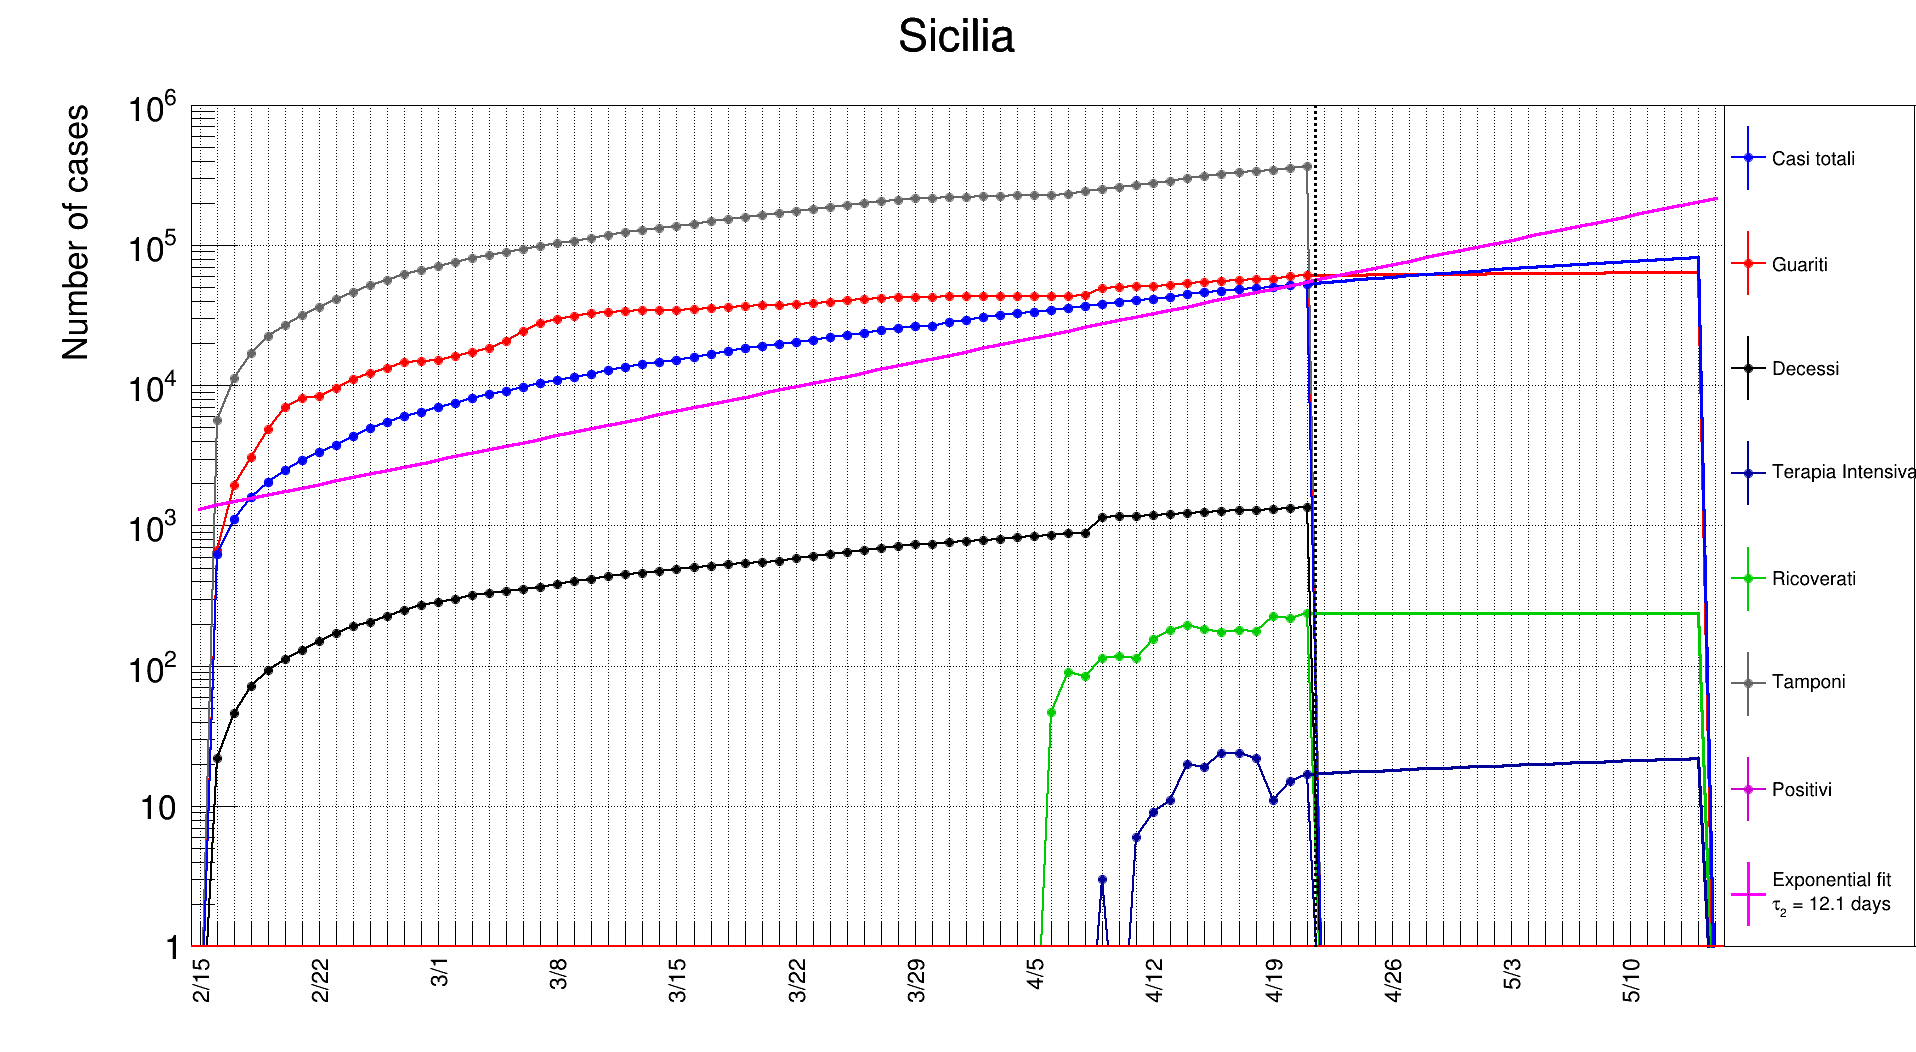 Sicilia
Number of cases
10^6
10^5
10^4
10^3
10^2
10
1
2/15
2/22
3/1
3/8
3/15
3/22
3/29
4/5
4/12
4/19
4/26
5/3
5/10
Casi totali
Guariti
Decessi
Terapia Intensiva
Ricoverati
Tamponi
Positivi
Exponential fit
τ_2 = 12.1 days